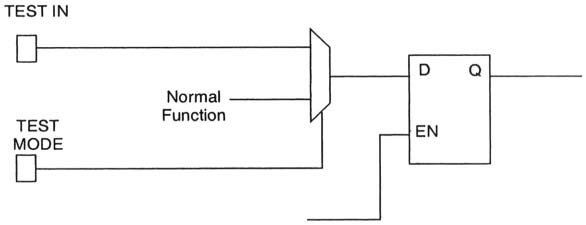 TEST IN
Normal
Function
TEST
MODE
D
Q
EN